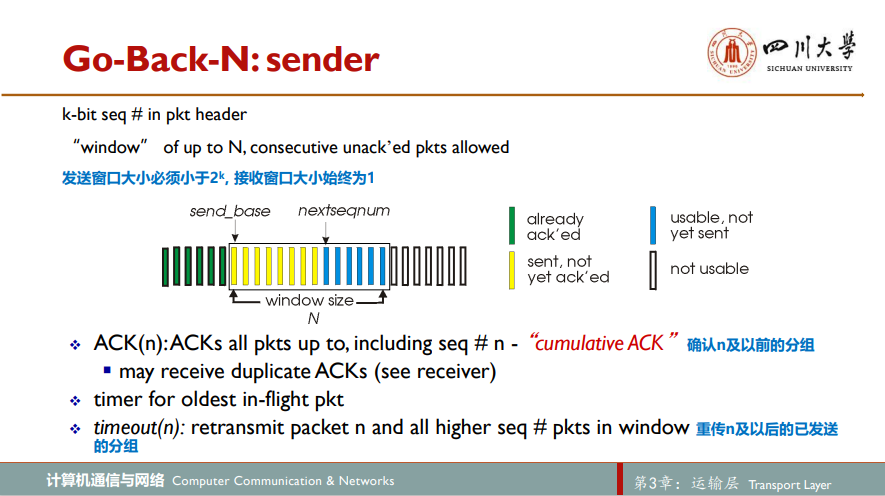 Go-Back-N: sender
四川大学
SICHUAN UNIVERSITY
k-bit seq # in pkt header
“window” of up to N, consecutive unack’ed pkts allowed
发送窗口大小必须小于2ᵏ, 接收窗口大小始终为1
send_base nextseqnum
already
ack’ed
usable, not
yet sent
sent, not
yet ack’ed
not usable
window size
N
ACK(n): ACKs all pkts up to, including seq # n - “cumulative ACK ” 确认n及以前的分组
may receive duplicate ACKs (see receiver)
timer for oldest in-flight pkt
timeout(n): retransmit packet n and all higher seq # pkts in window 重传n及以后的已发送
的分组
计算机通信与网络 Computer Communication & Networks
第3章：运输层 Transport Layer